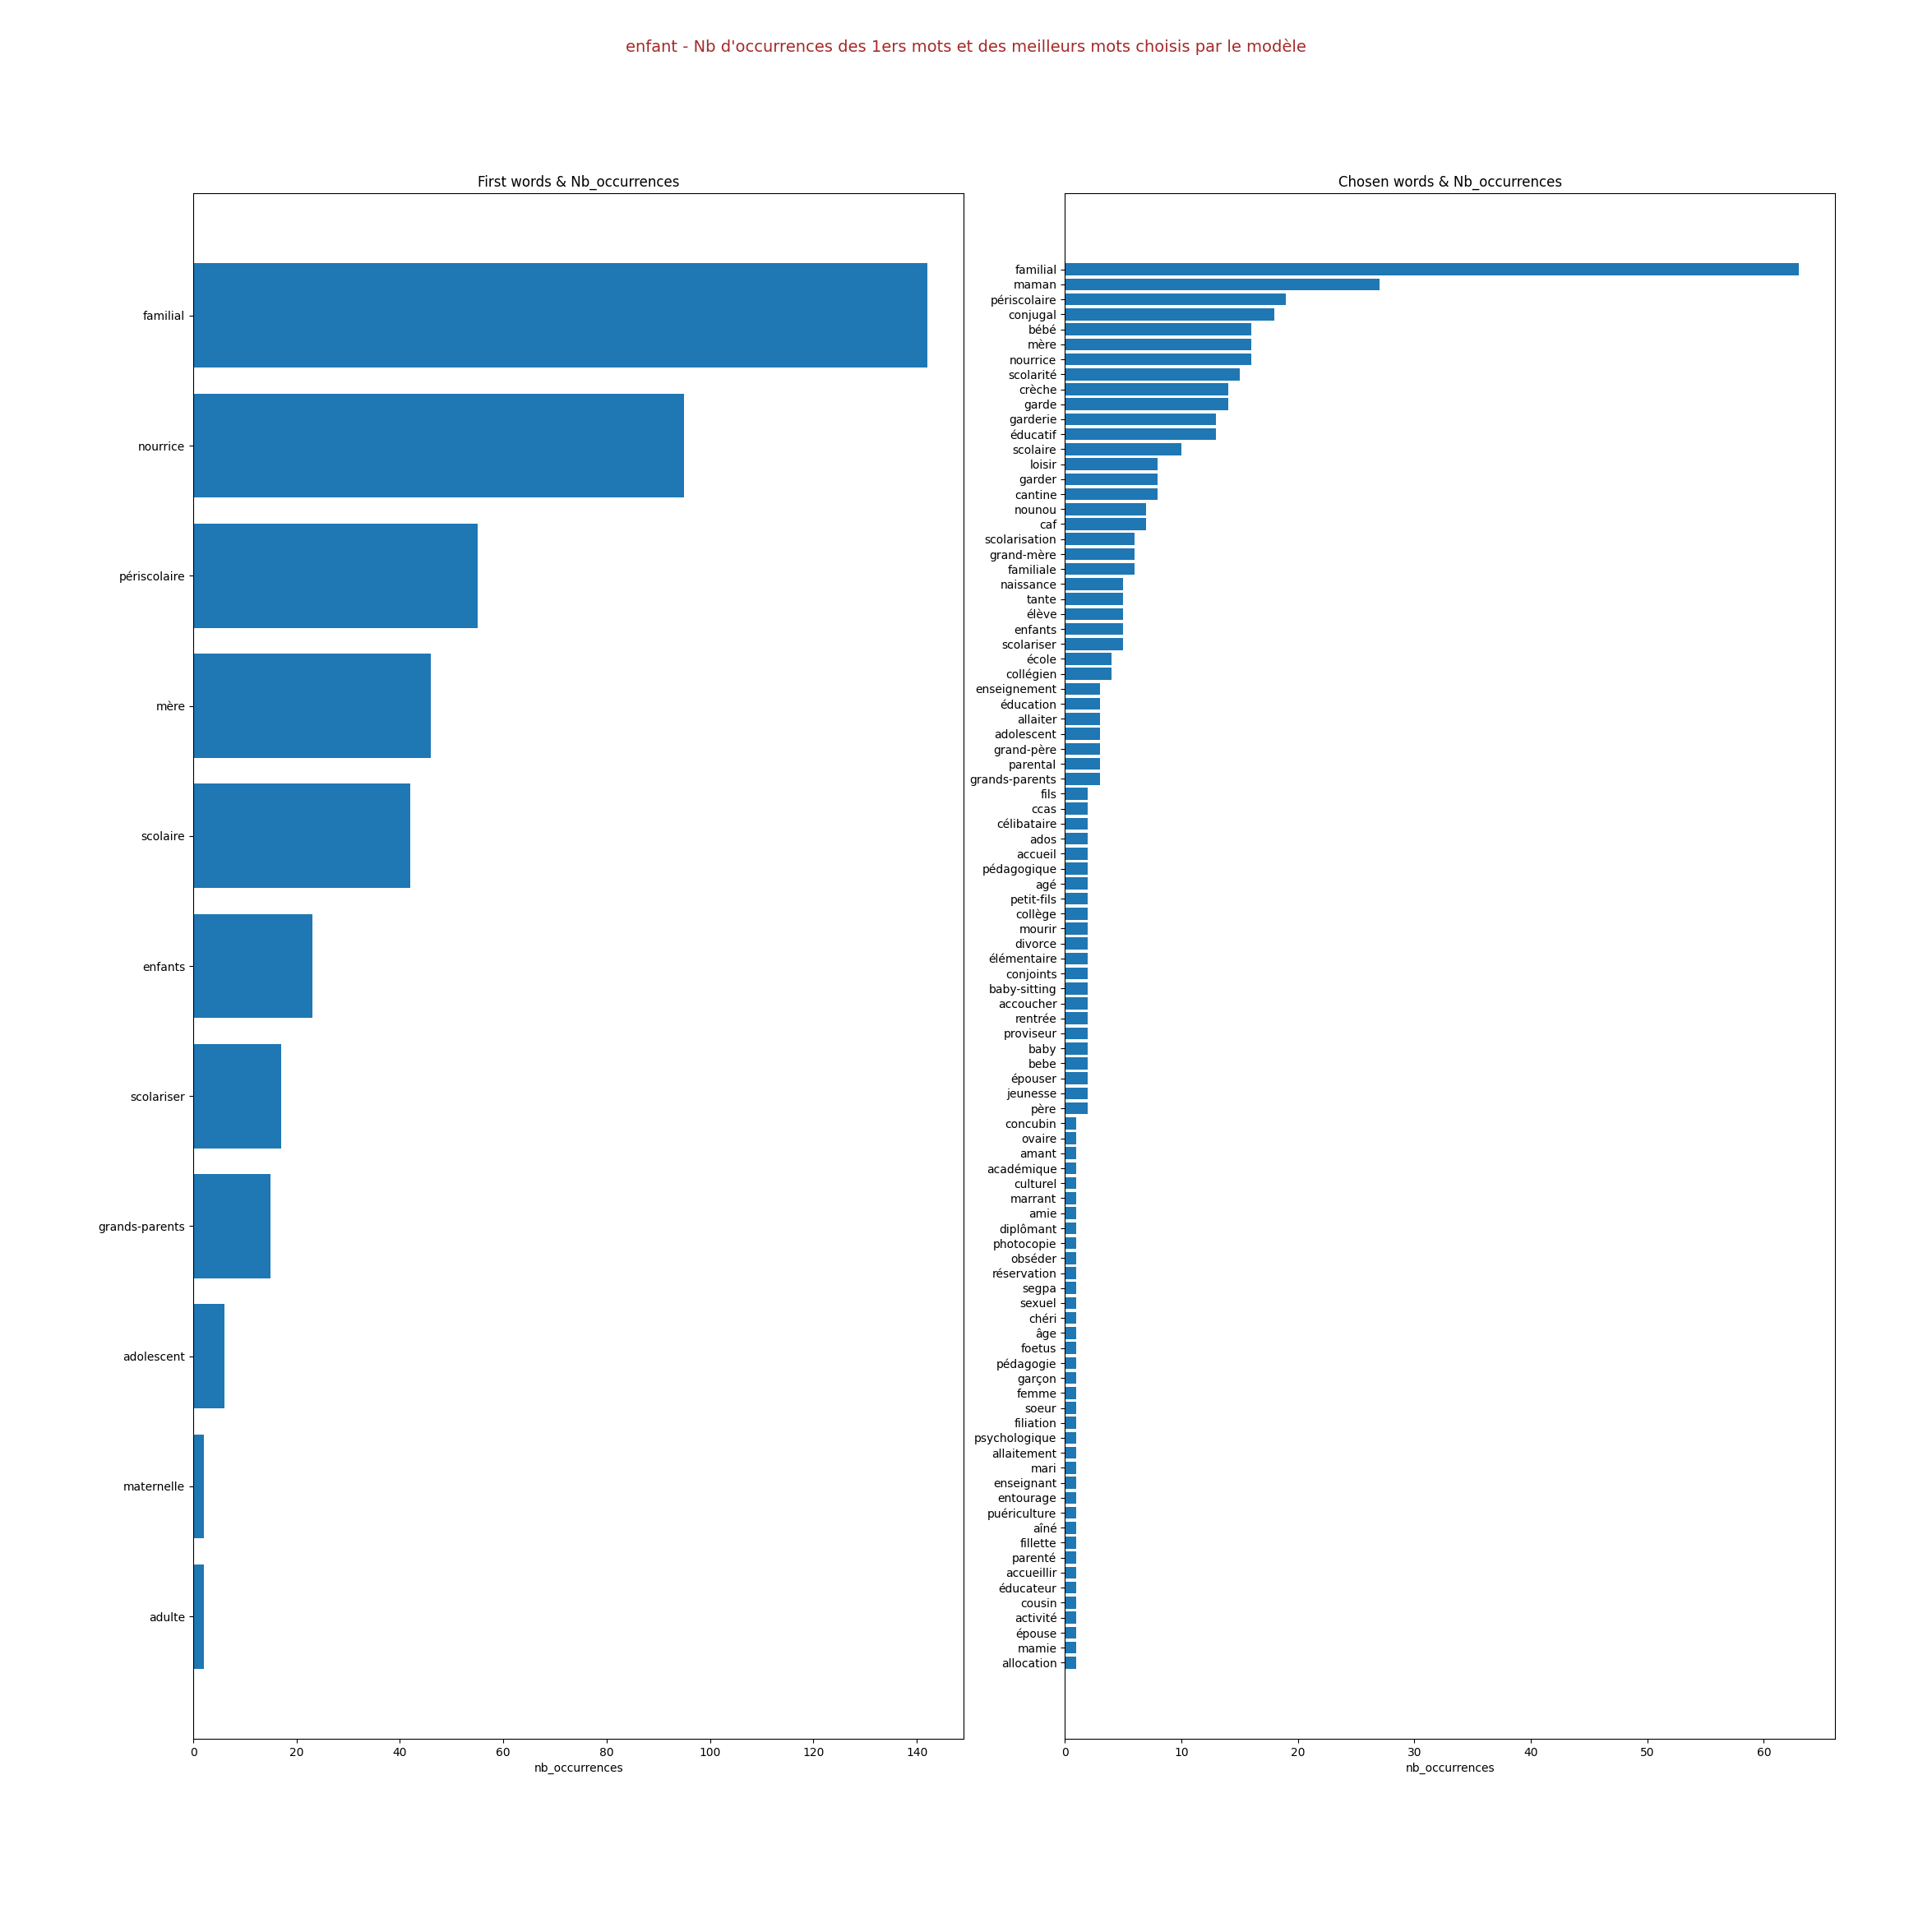 enfant - Nb d'occurrences des 1ers mots et des meilleurs mots choisis par le modèle
First words & Nb_occurrences
familial
nourrice
périscolaire
mère
scolaire
enfants
scolariser
grands-parents
adolescent
maternelle
adulte
0 20 40 60 80 100 120 140
nb_occurrences
Chosen words & Nb_occurrences
familial
maman
périscolaire
conjugal
bébé
mère
nourrice
scolarité
crèche
garde
garderie
éducatif
scolaire
loisir
garder
cantine
nounou
caf
scolarisation
grand-mère
familiale
naissance
tante
élève
enfants
scolariser
école
collégien
enseignement
éducation
allaiter
adolescent
grand-père
parental
grands-parents
fils
ccas
célibataire
ados
accueil
pédagogique
agé
petit-fils
collège
mourir
divorce
élémentaire
conjoints
baby-sitting
accoucher
rentrée
proviseur
baby
bebe
épouser
jeunesse
père
concubin
ovaire
amant
académique
culturel
marrant
amie
diplômant
photocopie
obséder
réservation
segpa
sexuel
chéri
âge
foetus
pédagogie
garçon
femme
soeur
filiation
psychologique
allaitement
mari
enseignant
entourage
puériculture
aîné
fillette
parenté
accueillir
éducateur
cousin
activité
épouse
mamie
allocation
0 10 20 30 40 50 60
nb_occurrences